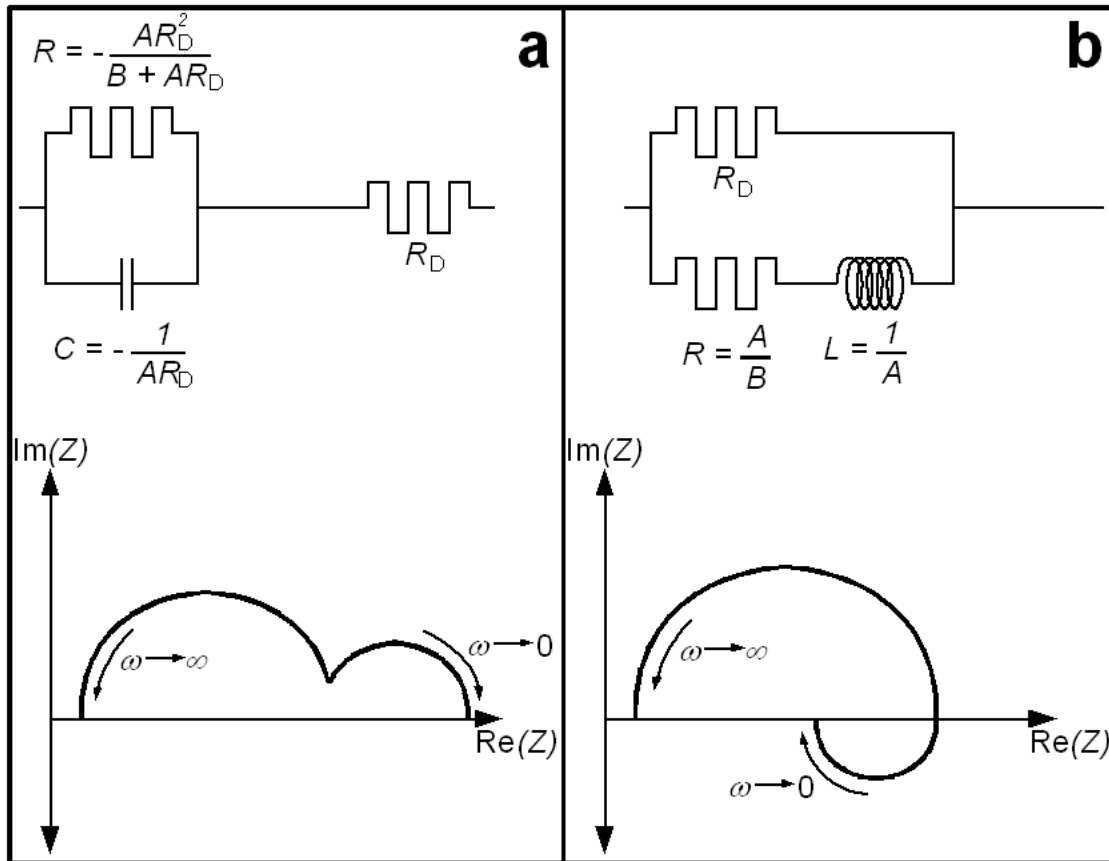 a
R = - AR_D^2 / B + AR_D
R_D
C = - 1 / AR_D
Im(Z)
ω→∞
ω→0
Re(Z)
b
R_D
R = A / B
L = 1 / A
Im(Z)
ω→∞
Re(Z)
ω→0